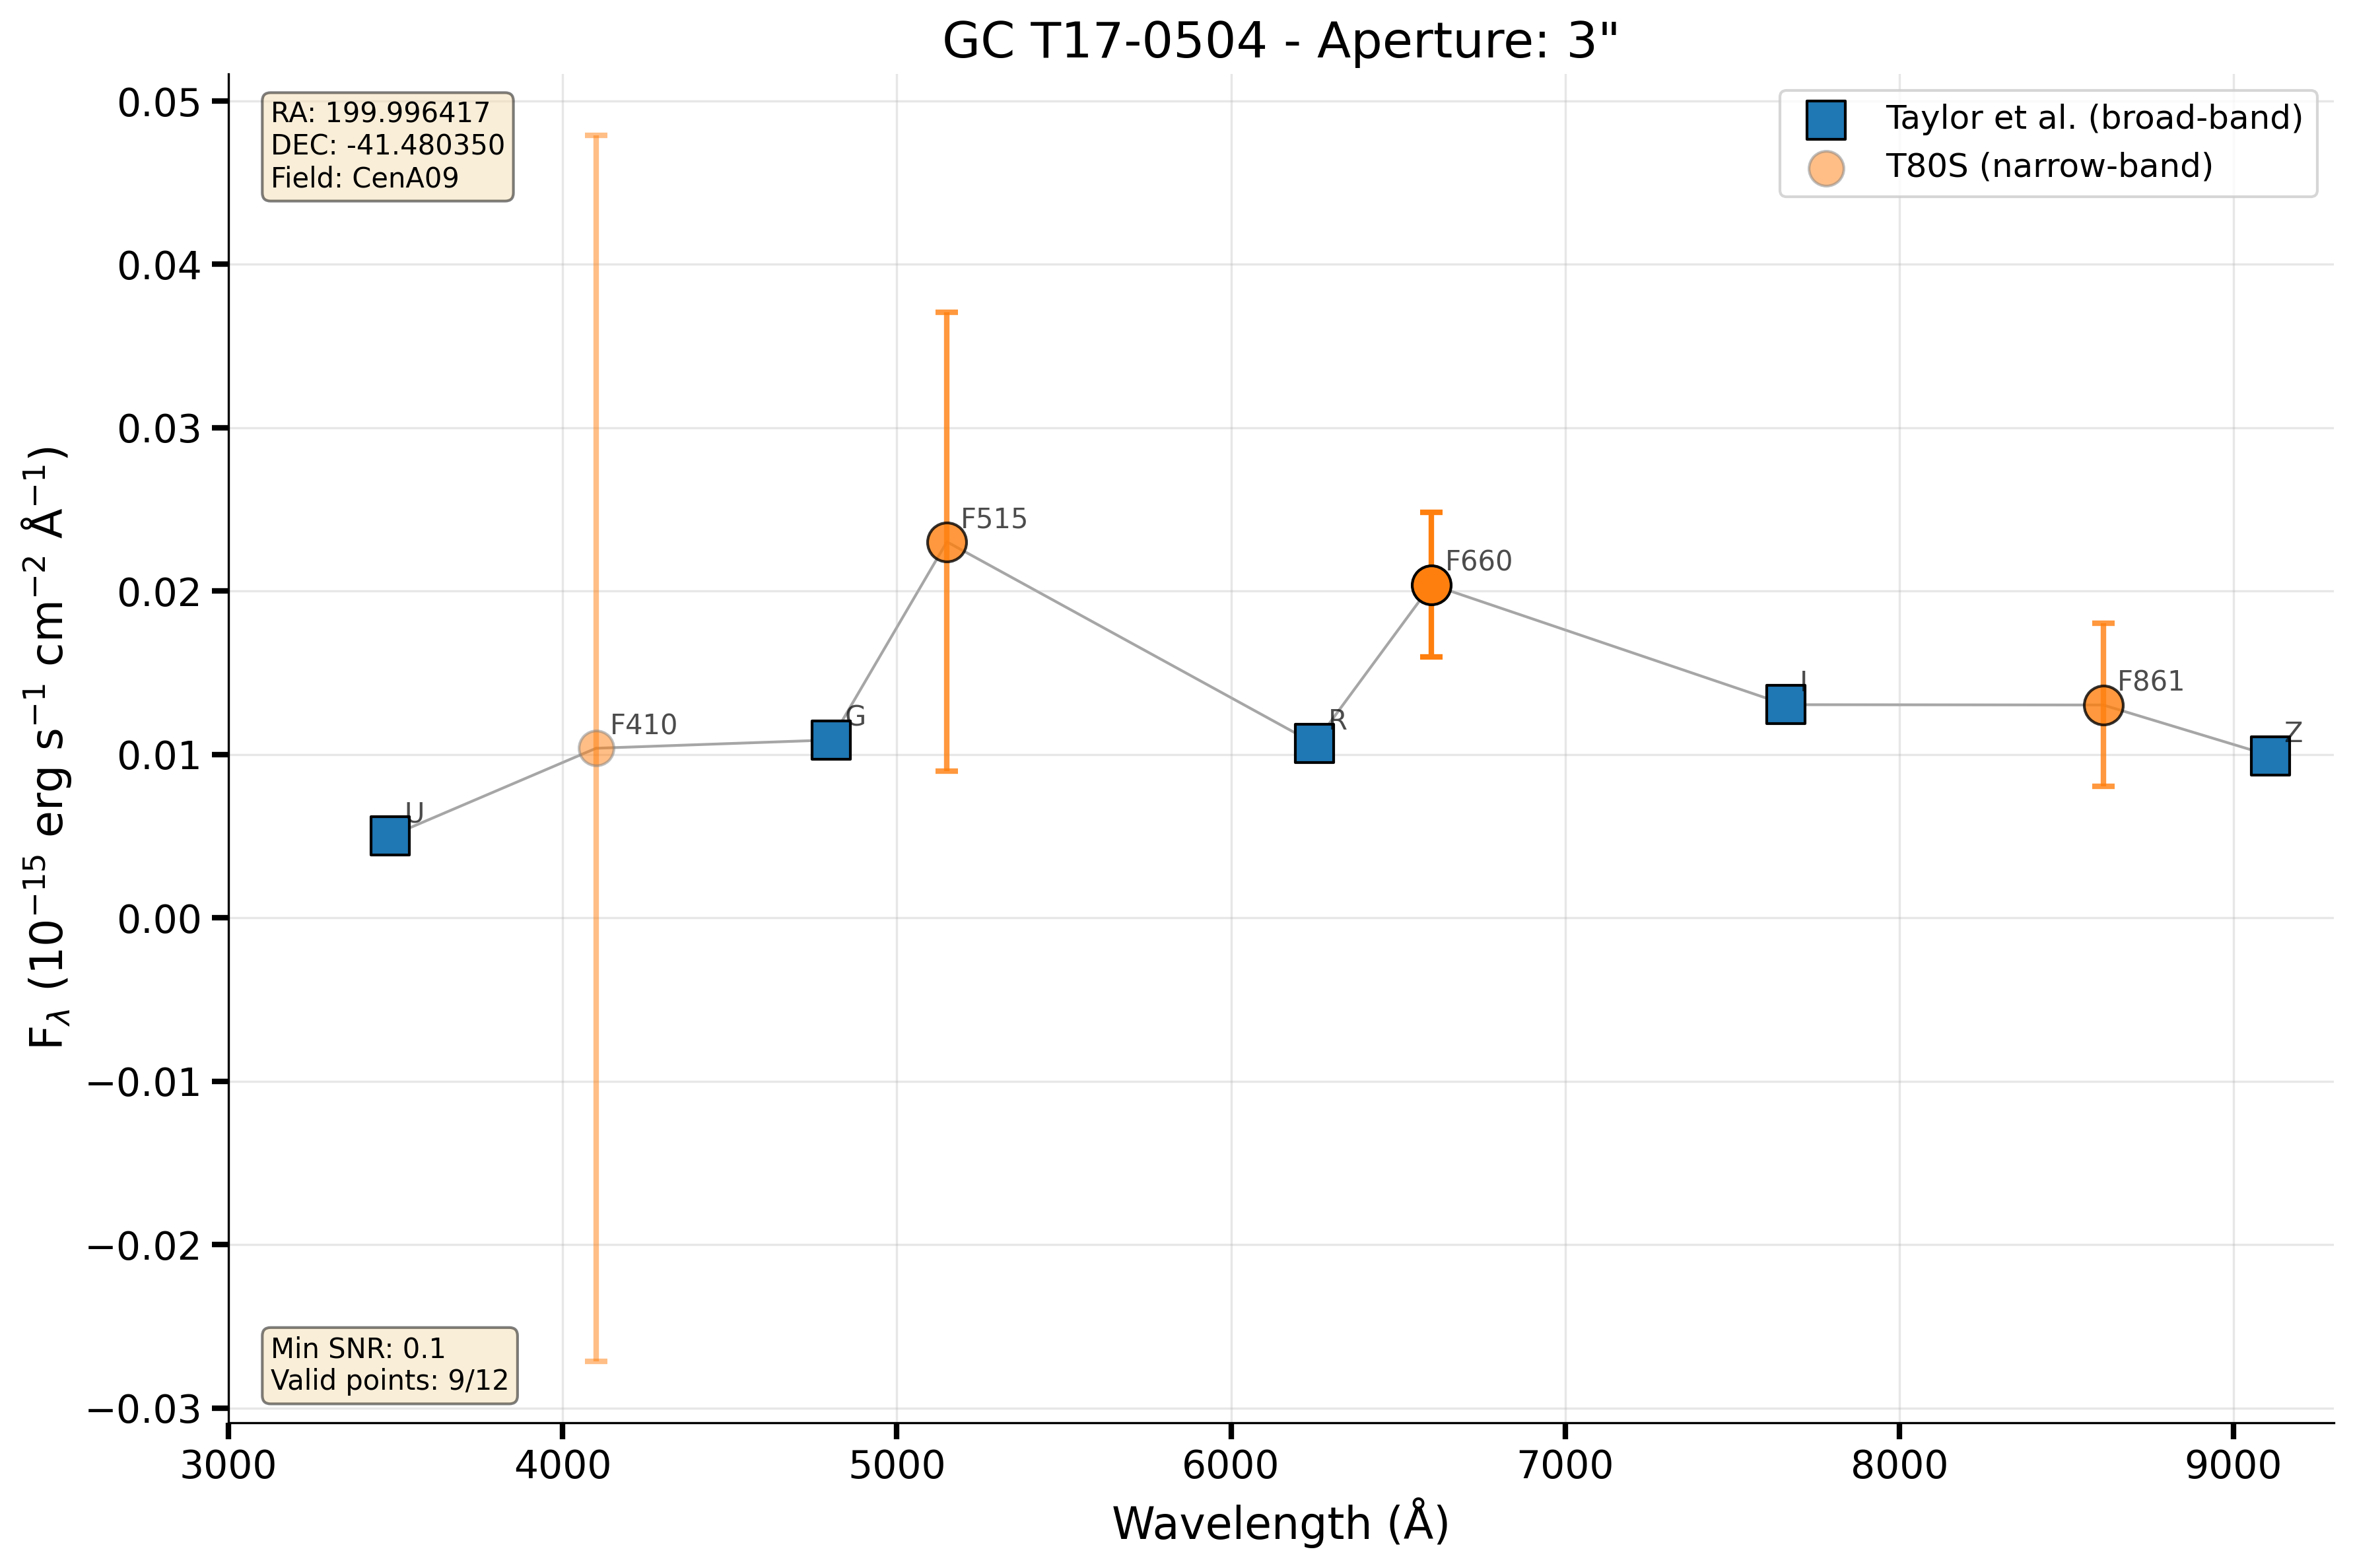 GC T17-0504 - Aperture: 3"
RA: 199.996417
DEC: -41.480350
Field: CenA09
Taylor et al. (broad-band)
T80S (narrow-band)
0.05
0.04
0.03
0.02
0.01
0.00
−0.01
−0.02
−0.03
F_λ (10⁻¹⁵ erg s⁻¹ cm⁻² Å⁻¹)
U
F410
G
F515
R
F660
I
F861
Z
Min SNR: 0.1
Valid points: 9/12
3000 4000 5000 6000 7000 8000 9000
Wavelength (Å)